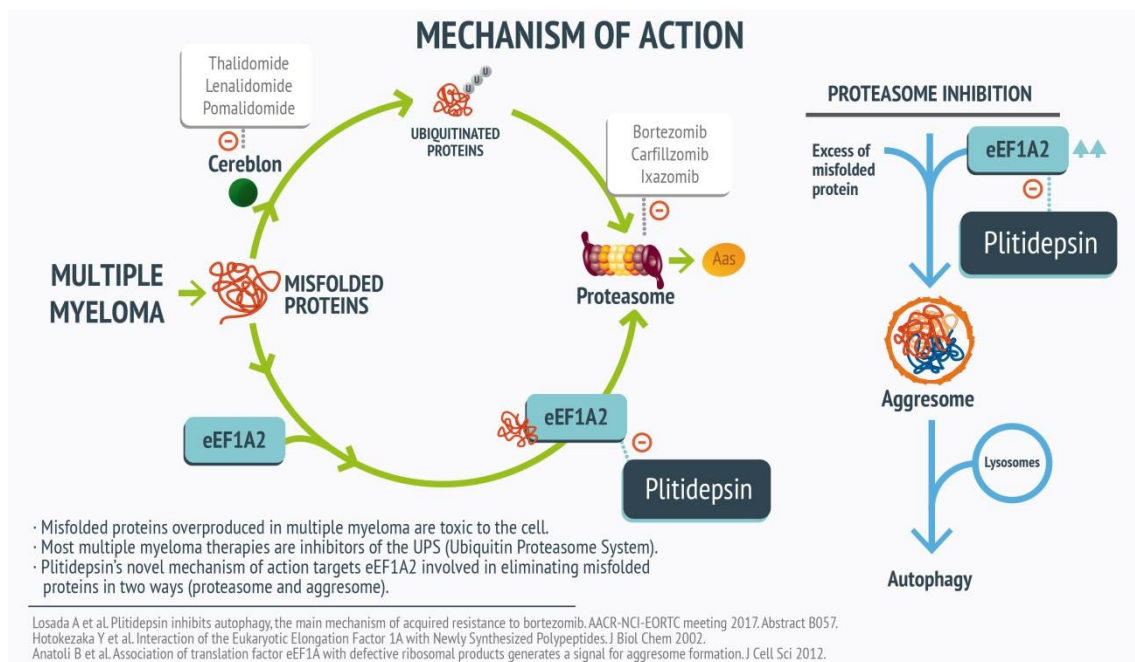 MECHANISM OF ACTION
Thalidomide
Lenalidomide
Pomalidomide
Cereblon
U U U
UBIQUITINATED
PROTEINS
Bortezomib
Carfillzomib
Ixazomib
Proteasome
Aas
MULTIPLE
MYELOMA
MISFOLDED
PROTEINS
eEF1A2
eEF1A2
Plitidepsin
PROTEASOME INHIBITION
Excess of
misfolded
protein
eEF1A2
Plitidepsin
Aggresome
Lysosomes
Autophagy
· Misfolded proteins overproduced in multiple myeloma are toxic to the cell.
· Most multiple myeloma therapies are inhibitors of the UPS (Ubiquitin Proteasome System).
· Plitidepsin's novel mechanism of action targets eEF1A2 involved in eliminating misfolded
proteins in two ways (proteasome and aggresome).
Losada A et al. Plitidepsin inhibits autophagy, the main mechanism of acquired resistance to bortezomib. AACR-NCI-EORTC meeting 2017. Abstract B057.
Hotokezaka Y et al. Interaction of the Eukaryotic Elongation Factor 1A with Newly Synthesized Polypeptides. J Biol Chem 2002.
Anatoli B et al. Association of translation factor eEF1A with defective ribosomal products generates a signal for aggresome formation. J Cell Sci 2012.